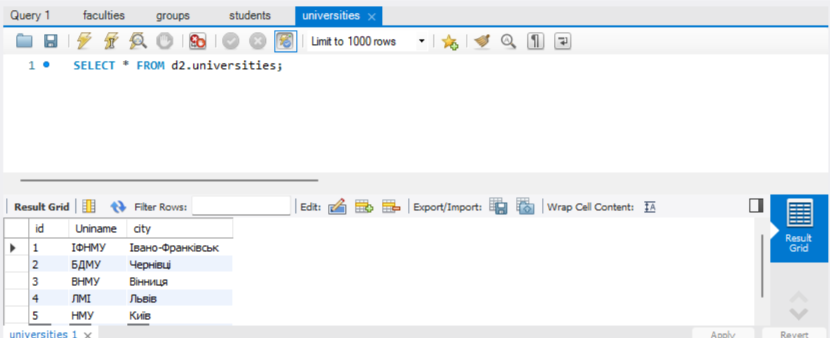 Query 1 faculties groups students universities
Limit to 1000 rows
1 SELECT * FROM d2.universities;
Result Grid Filter Rows: Edit: Export/Import: Wrap Cell Content:
id Uniname city
1 ІФНМУ Івано-Франківськ
2 БДМУ Чернівці
3 ВНМУ Вінниця
4 ЛМІ Львів
5 НМУ Київ
Result
Grid
universities 1 Apply Revert